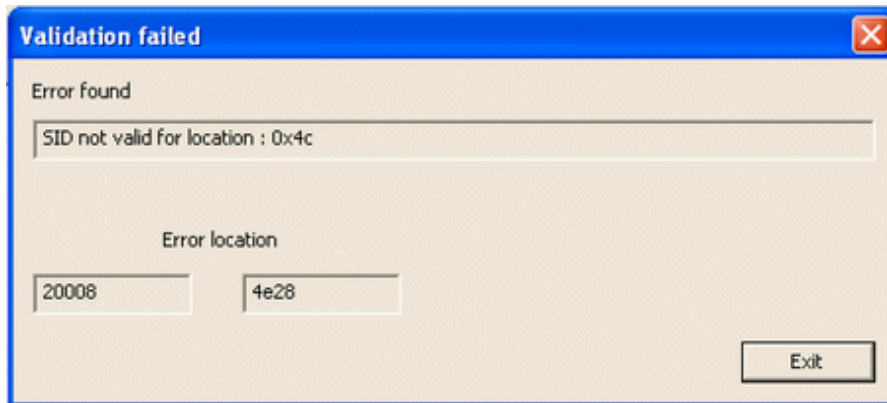 Validation failed
Error found
SID not valid for location : 0x4c
Error location
20008 4e28
Exit